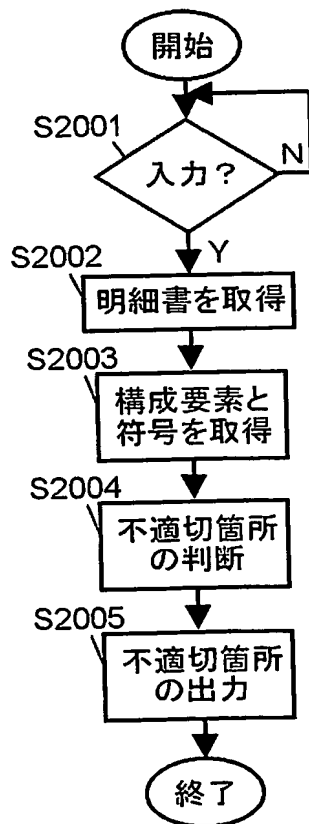 開始
S2001
入力？
N
Y
S2002
明細書を取得
S2003
構成要素と
符号を取得
S2004
不適切箇所
の判断
S2005
不適切箇所
の出力
終了